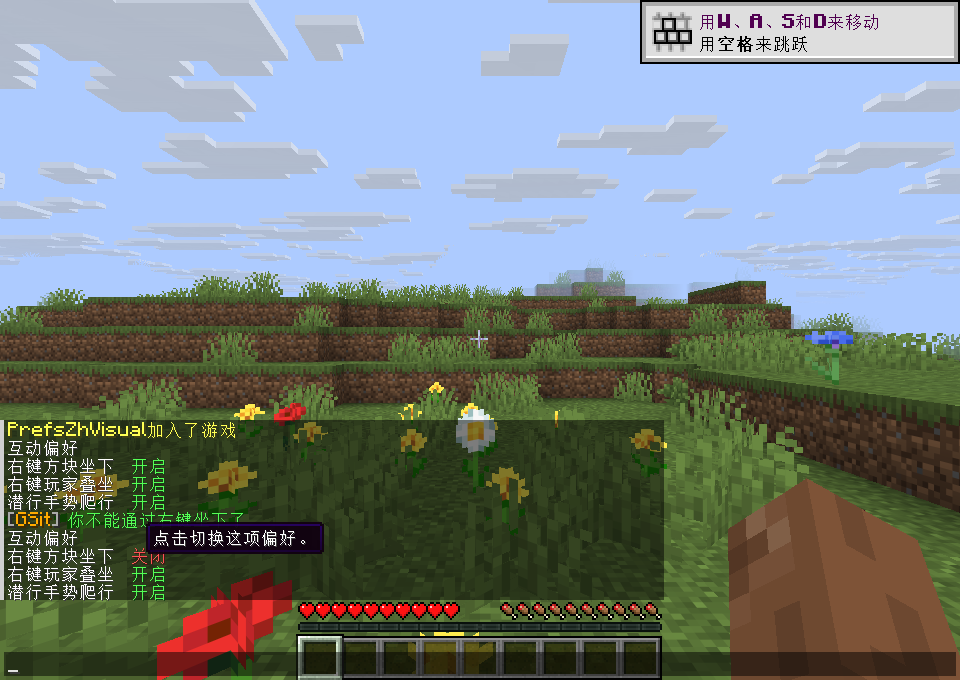 用W、A、S和D来移动
用空格来跳跃
PrefsZhVisual加入了游戏
互动偏好
右键方块坐下 开启
右键玩家叠坐 开启
潜行手势爬行 开启
[GSit] 你不能通过右键坐下了
互动偏好
点击切换这项偏好。
右键方块坐下 关闭
右键玩家叠坐 开启
潜行手势爬行 开启